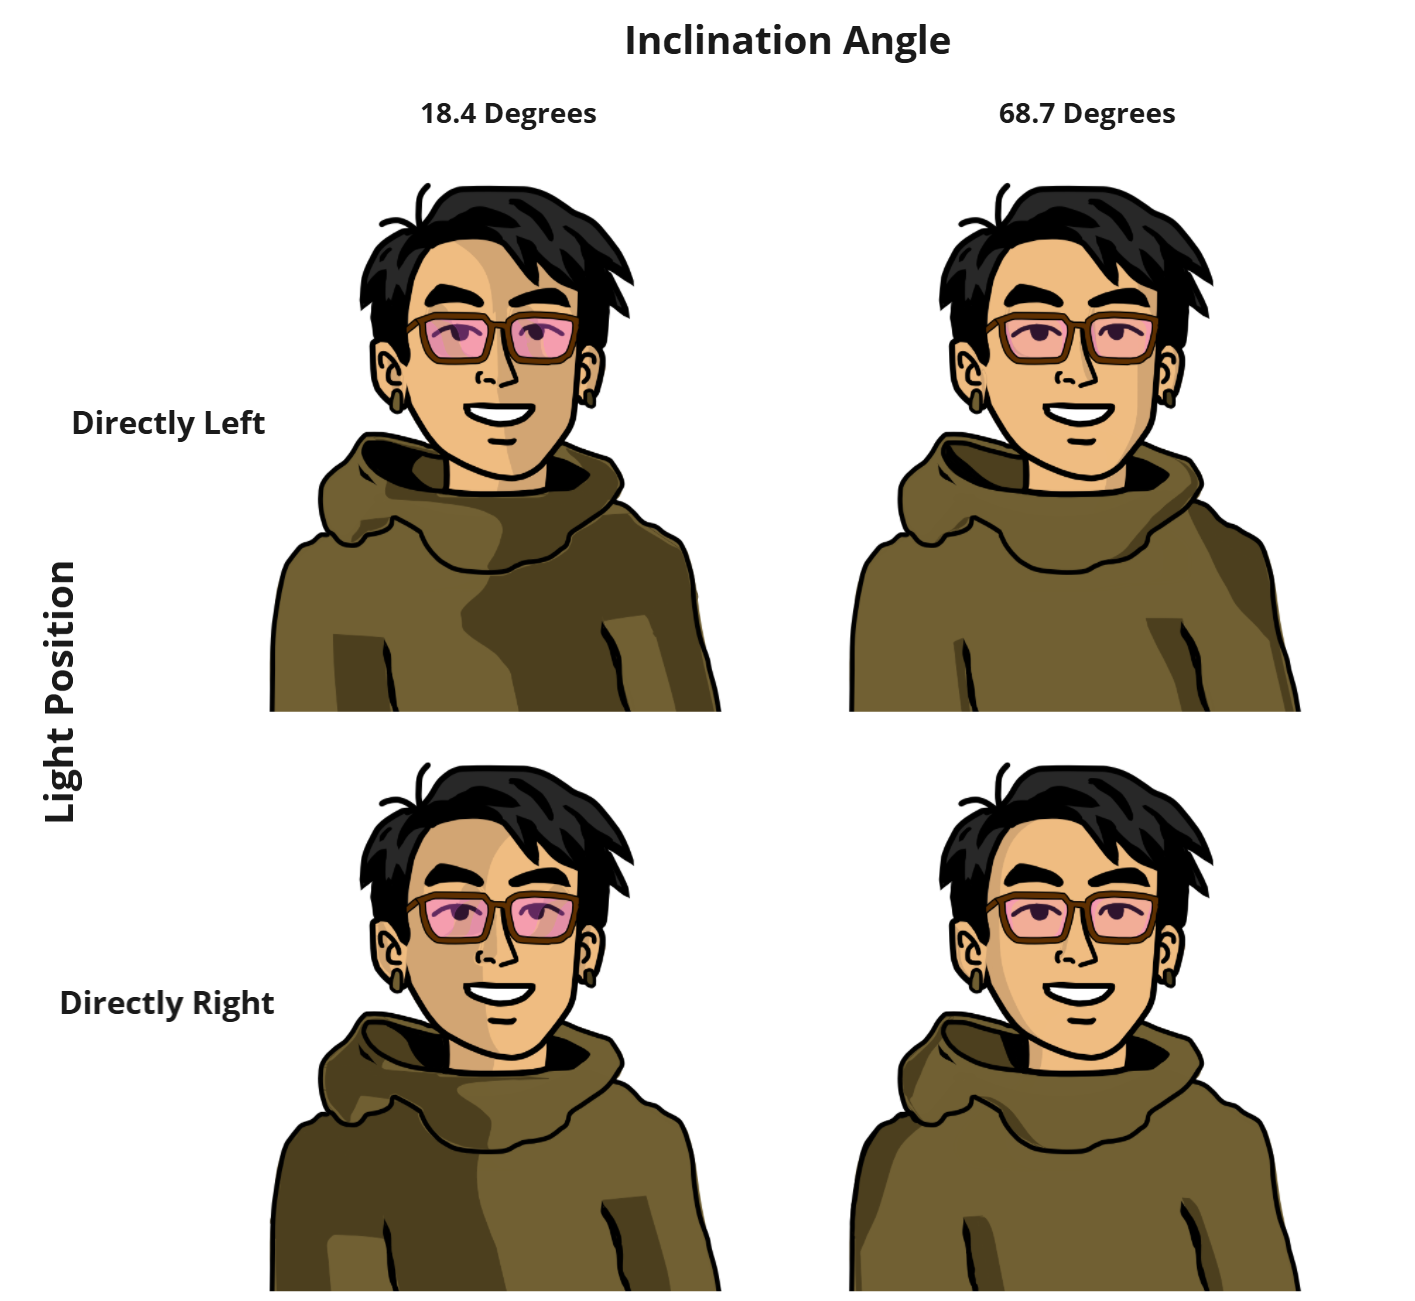 Inclination Angle
18.4 Degrees
68.7 Degrees
Light Position
Directly Left
Directly Right